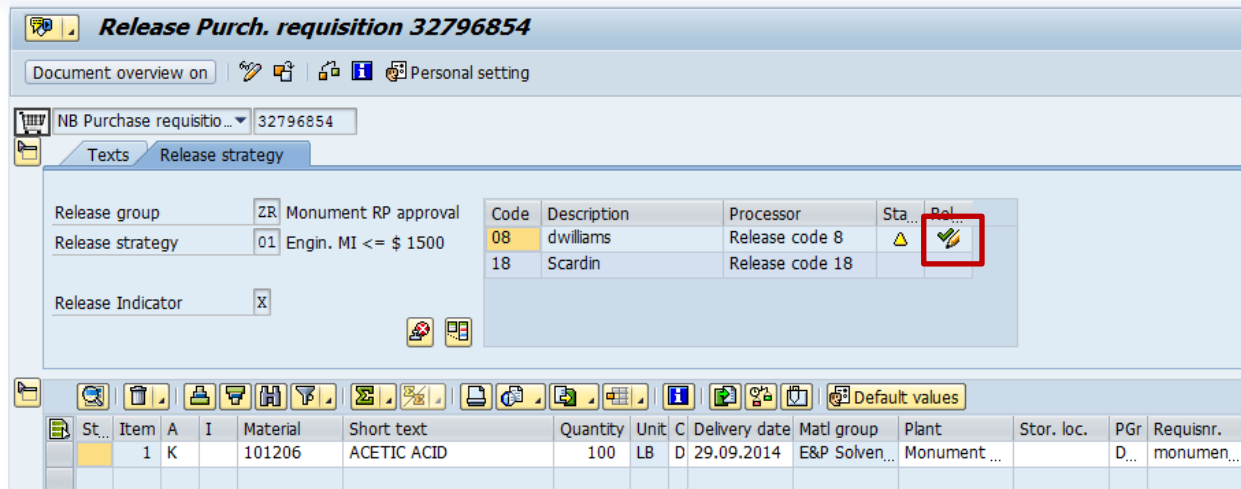 Release Purch. requisition 32796854
Document overview on Personal setting
NB Purchase requisitio... 32796854
Texts Release strategy
Release group ZR Monument RP approval
Release strategy 01 Engin. MI <= $ 1500
Release Indicator X
Code Description Processor Sta... Rel...
08 dwilliams Release code 8
18 Scardin Release code 18
Default values
St... Item A I Material Short text Quantity Unit C Delivery date Matl group Plant Stor. loc. PGr Requisnr.
1 K 101206 ACETIC ACID 100 LB D 29.09.2014 E&P Solven... Monument ... D... monumen...